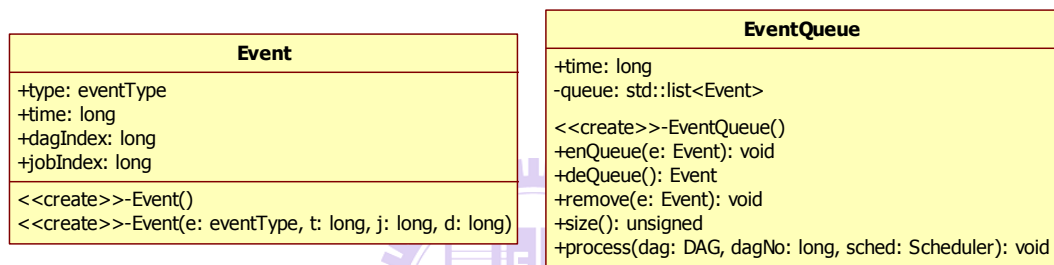 Event
+type: eventType
+time: long
+dagIndex: long
+jobIndex: long
<<create>>-Event()
<<create>>-Event(e: eventType, t: long, j: long, d: long)
EventQueue
+time: long
-queue: std::list<Event>
<<create>>-EventQueue()
+enQueue(e: Event): void
+deQueue(): Event
+remove(e: Event): void
+size(): unsigned
+process(dag: DAG, dagNo: long, sched: Scheduler): void